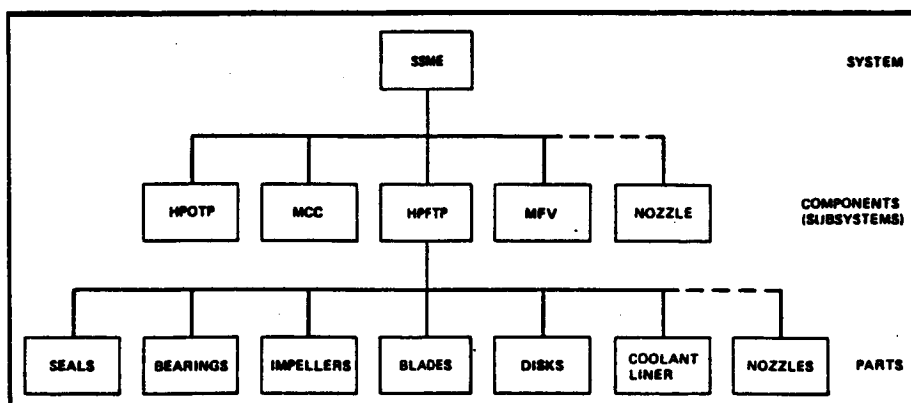 SSME
SYSTEM
HPOTP
MCC
HPFTP
MFV
NOZZLE
COMPONENTS
(SUBSYSTEMS)
SEALS
BEARINGS
IMPELLERS
BLADES
DISKS
COOLANT
LINER
NOZZLES
PARTS